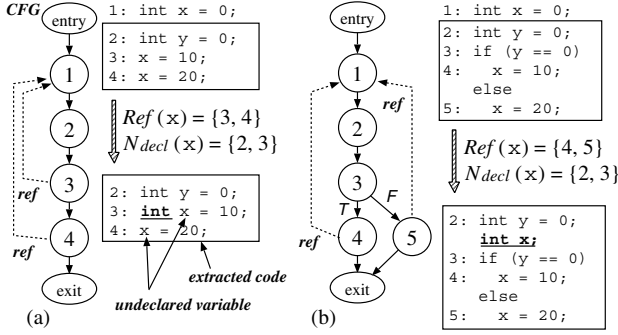 CFG
entry
1
2
3
4
exit
ref
ref
(a)
1: int x = 0;
2: int y = 0;
3: x = 10;
4: x = 20;
Ref(x) = {3, 4}
Ndecl(x) = {2, 3}
2: int y = 0;
3: int x = 10;
4: x = 20;
extracted code
undeclared variable
entry
1
2
3
T
F
4
5
exit
ref
ref
(b)
1: int x = 0;
2: int y = 0;
3: if (y == 0)
4: x = 10;
else
5: x = 20;
Ref(x) = {4, 5}
Ndecl(x) = {2, 3}
2: int y = 0;
int x;
3: if (y == 0)
4: x = 10;
else
5: x = 20;